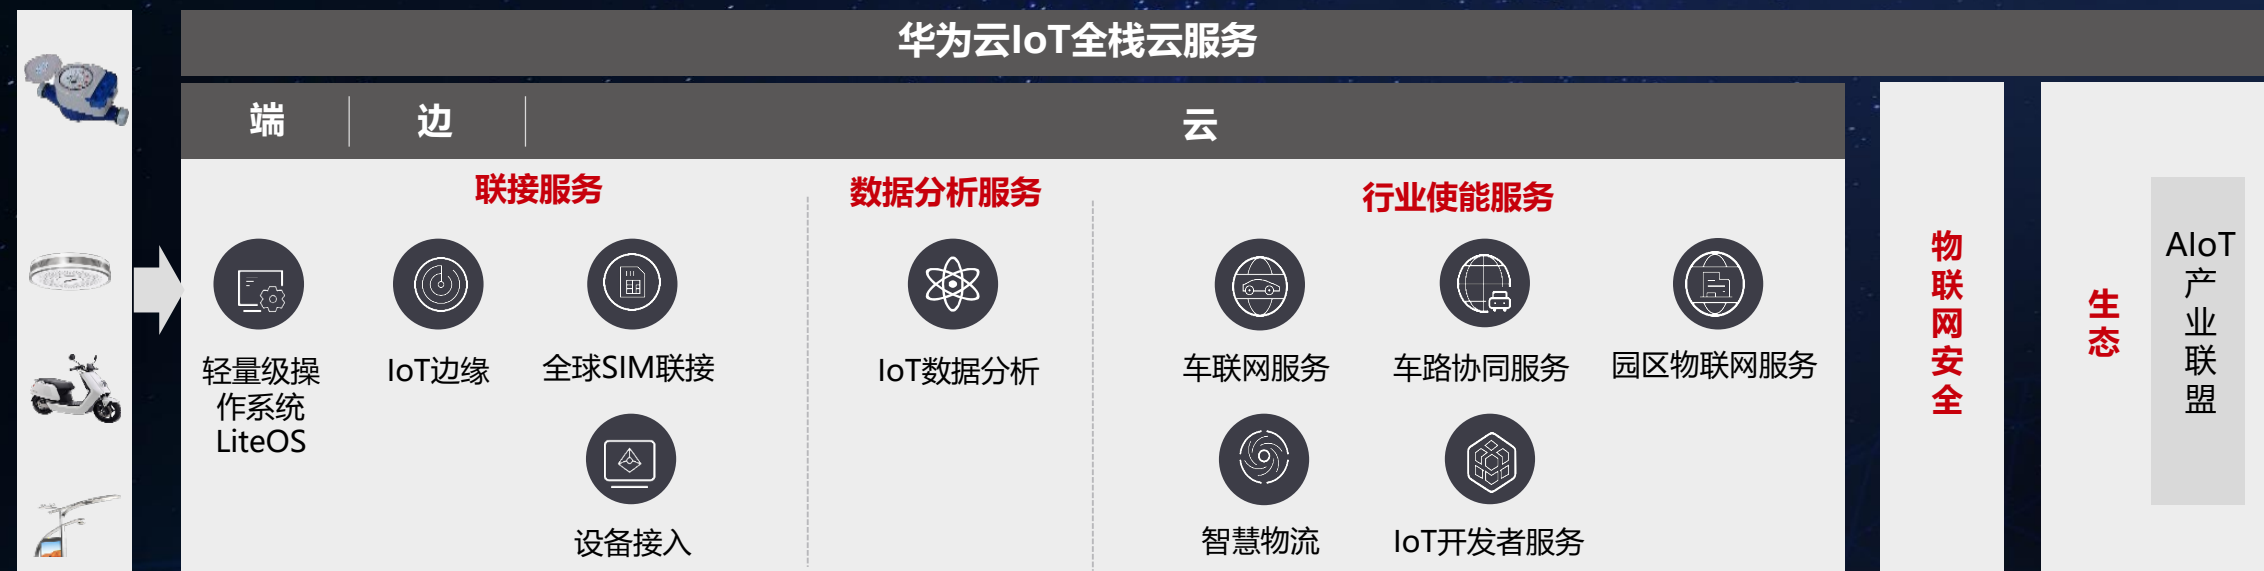 华为云IoT全栈云服务
端
边
云
联接服务
数据分析服务
行业使能服务
轻量级操
作系统
LiteOS
IoT边缘
全球SIM联接
设备接入
IoT数据分析
车联网服务
车路协同服务
园区物联网服务
智慧物流
IoT开发者服务
物联网安全
生态
AIoT
产业联盟